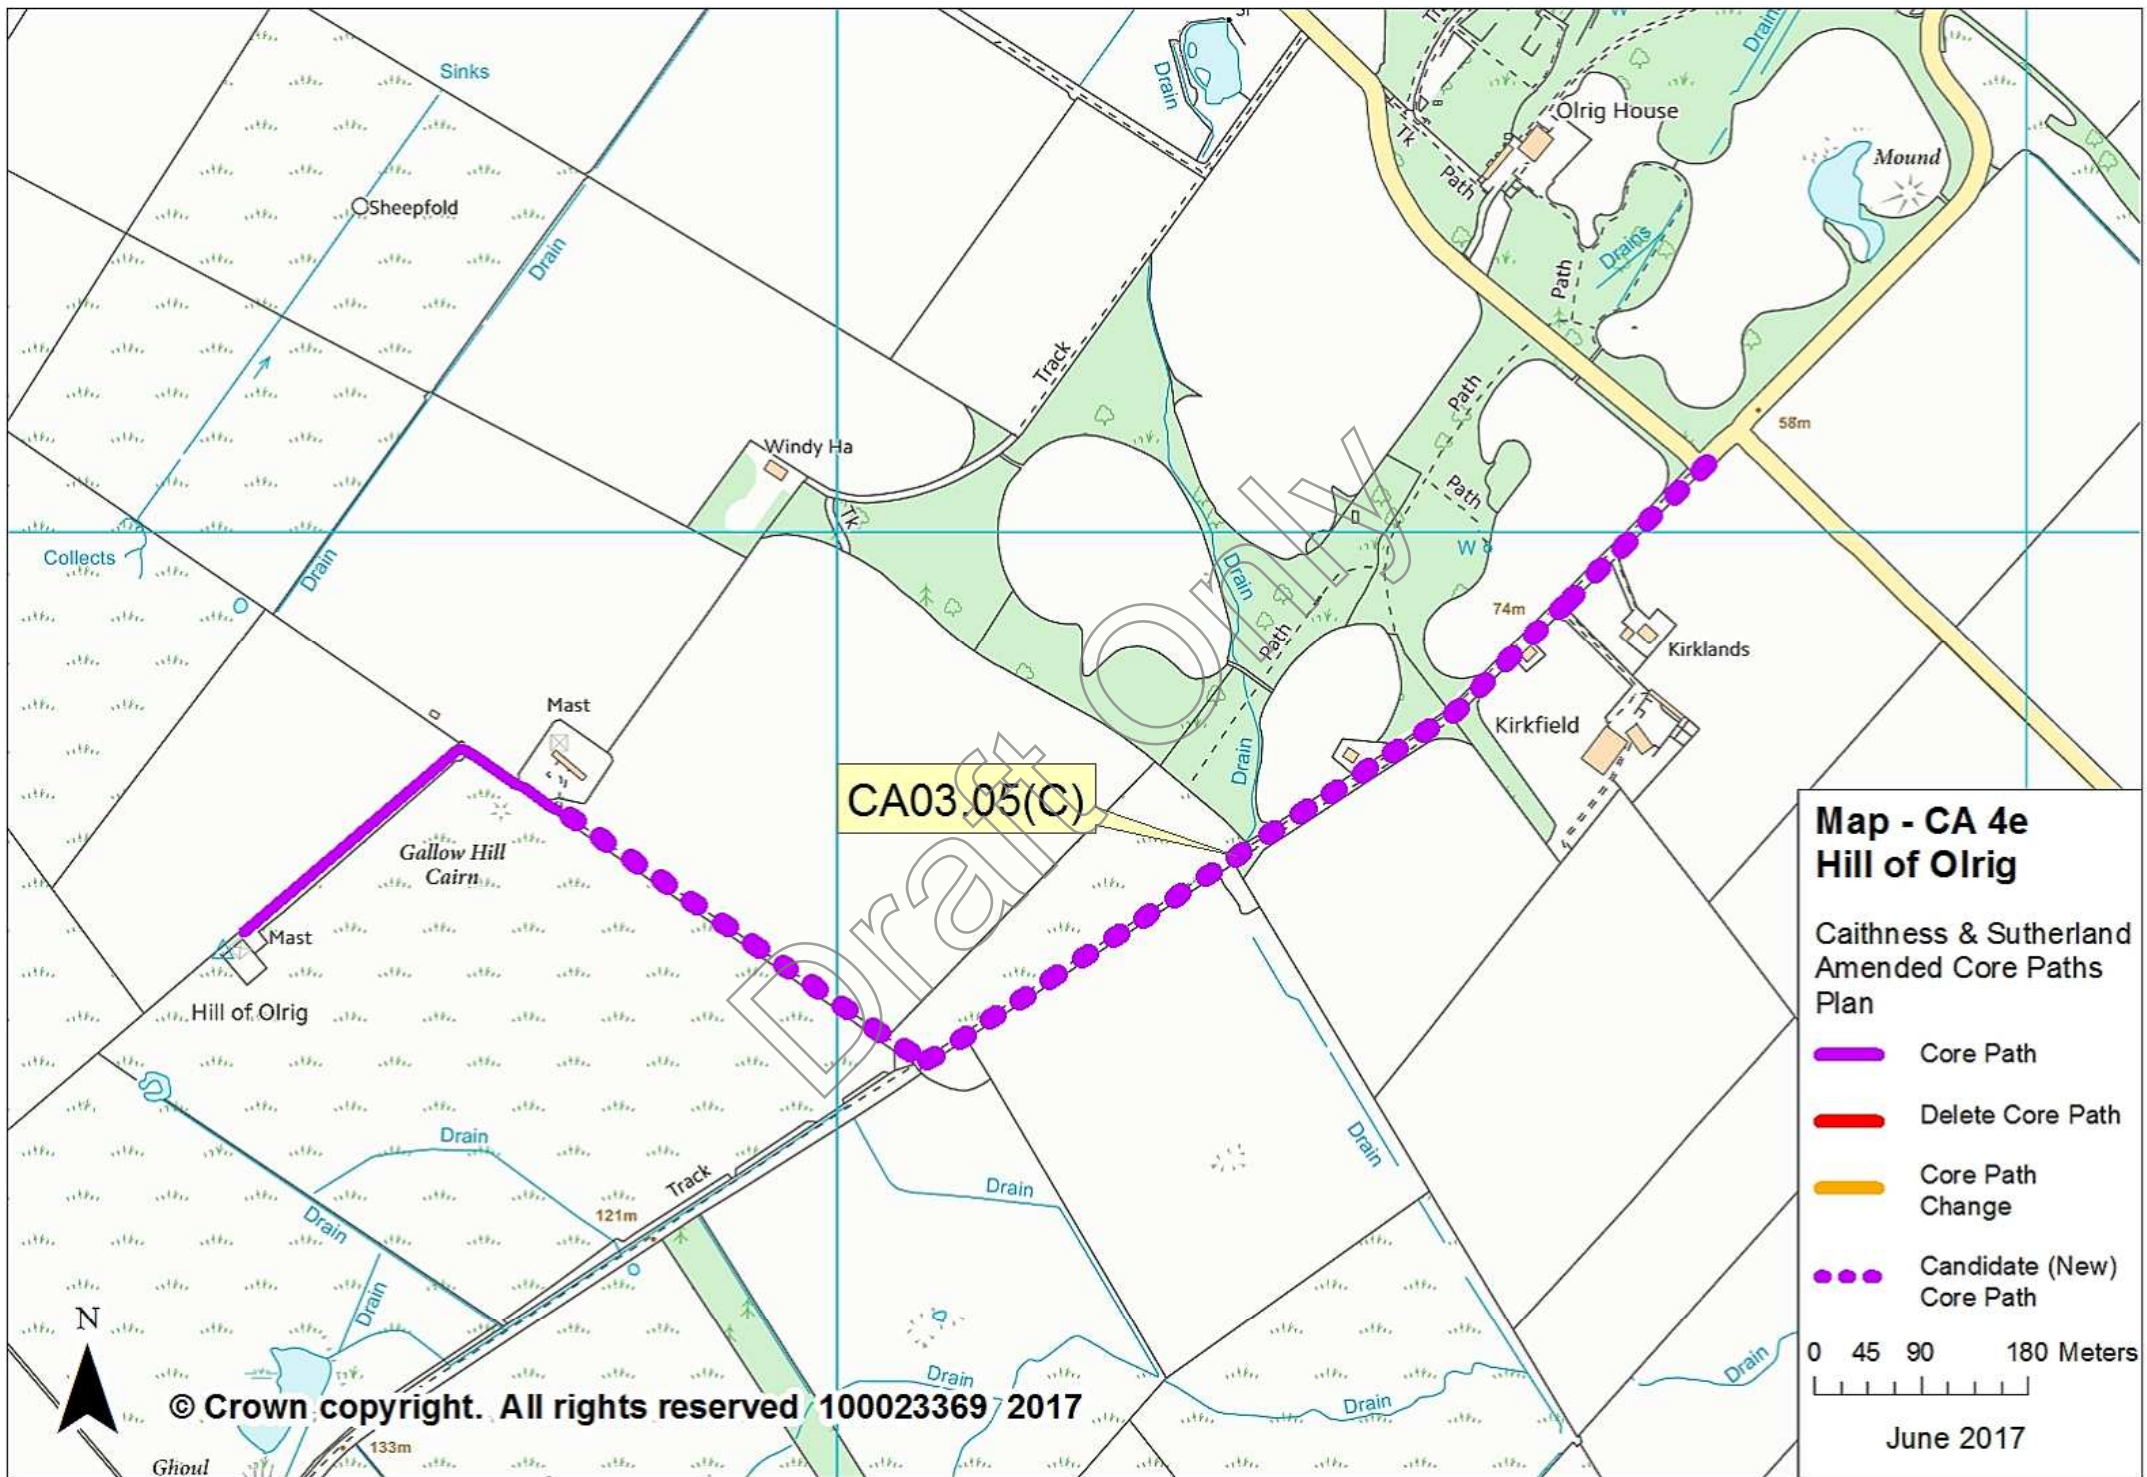 Sinks
Drain
Tk
Path
Olrig House
Drains
Mound
Sheepfold
Drain
Path
Drains
Track
Path
58m
Windy Ha
Path
Tk
W
Collects
Drain
Drain
74m
Path
Kirklands
Mast
Kirkfield
Drain
CA03.05(C)
Gallow Hill
Cairn
Mast
Hill of Olrig
Draft Only
Drain
Drain
Track
121m
Drain
Drain
Drain
Drain
Drain
Drain
N
133m
Ghoul
© Crown copyright. All rights reserved 100023369 2017
Map - CA 4e
Hill of Olrig
Caithness & Sutherland
Amended Core Paths
Plan
Core Path
Delete Core Path
Core Path
Change
Candidate (New)
Core Path
0 45 90 180 Meters
June 2017